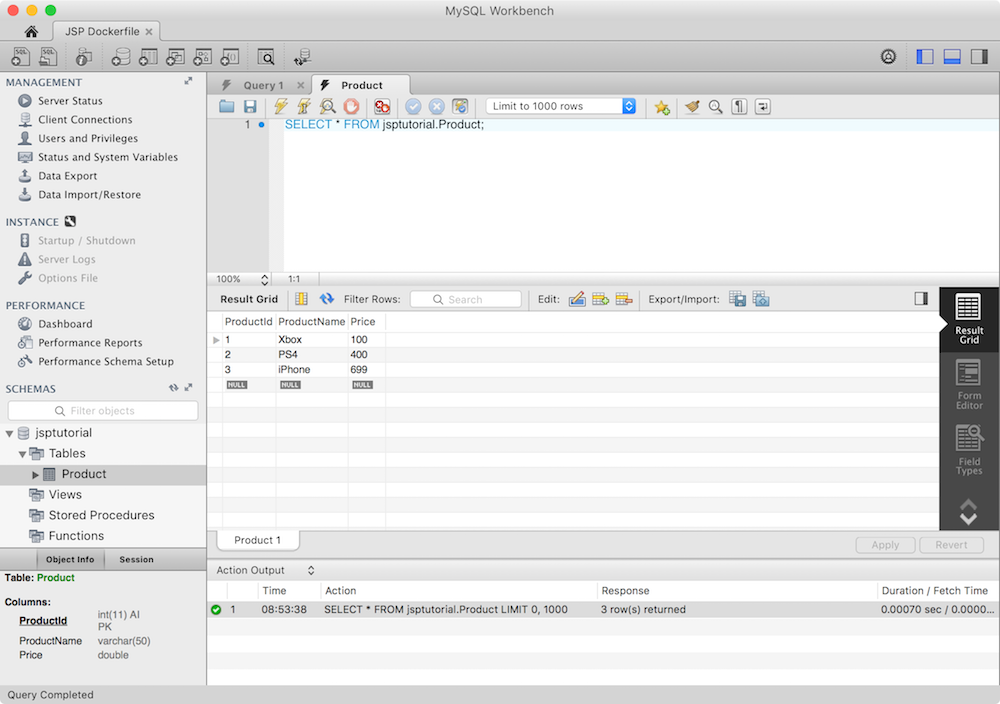 MySQL Workbench
JSP Dockerfile
MANAGEMENT
Server Status
Client Connections
Users and Privileges
Status and System Variables
Data Export
Data Import/Restore
INSTANCE
Startup / Shutdown
Server Logs
Options File
PERFORMANCE
Dashboard
Performance Reports
Performance Schema Setup
SCHEMAS
Filter objects
jsptutorial
Tables
Product
Views
Stored Procedures
Functions
Object Info Session
Table: Product
Columns:
ProductId int(11) AI
PK
ProductName varchar(50)
Price double
Query 1 Product
Limit to 1000 rows
1 SELECT * FROM jsptutorial.Product;
100% 1:1
Result Grid Filter Rows: Search Edit: Export/Import:
ProductId ProductName Price
1 Xbox 100
2 PS4 400
3 iPhone 699
NULL NULL NULL
Result
Grid
Form
Editor
Field
Types
Product 1 Apply Revert
Action Output
Time Action Response Duration / Fetch Time
1 08:53:38 SELECT * FROM jsptutorial.Product LIMIT 0, 1000 3 row(s) returned 0.00070 sec / 0.0000...
Query Completed